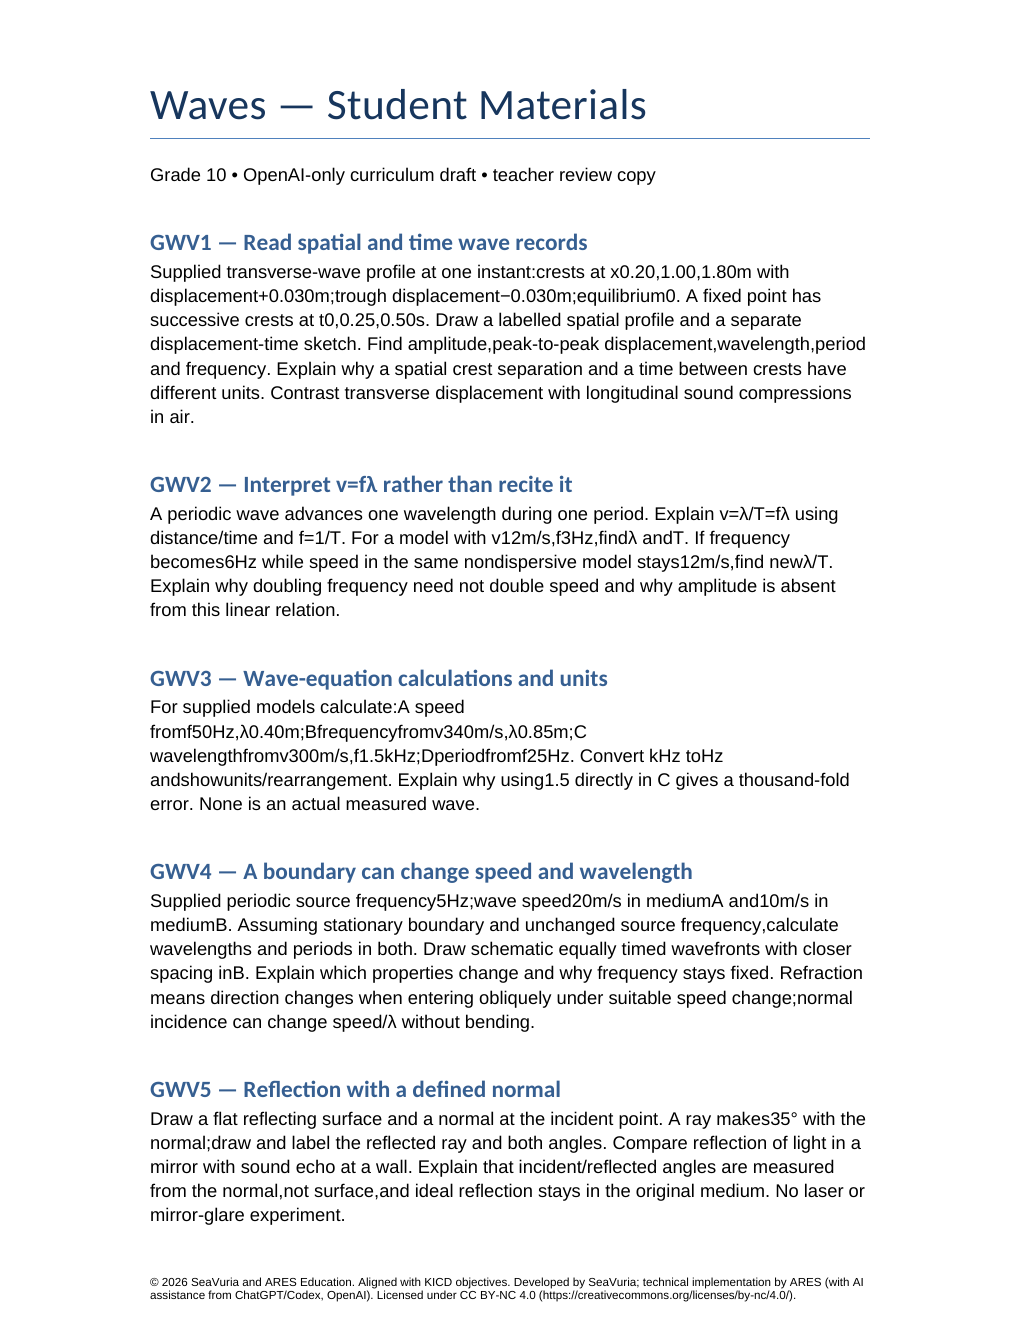 Waves — Student Materials
Grade 10 • OpenAI-only curriculum draft • teacher review copy
GWV1 — Read spatial and time wave records
Supplied transverse-wave profile at one instant:crests at x0.20,1.00,1.80m with
displacement+0.030m;trough displacement−0.030m;equilibrium0. A fixed point has
successive crests at t0,0.25,0.50s. Draw a labelled spatial profile and a separate
displacement-time sketch. Find amplitude,peak-to-peak displacement,wavelength,period
and frequency. Explain why a spatial crest separation and a time between crests have
different units. Contrast transverse displacement with longitudinal sound compressions
in air.
GWV2 — Interpret v=fλ rather than recite it
A periodic wave advances one wavelength during one period. Explain v=λ/T=fλ using
distance/time and f=1/T. For a model with v12m/s,f3Hz,findλ andT. If frequency
becomes6Hz while speed in the same nondispersive model stays12m/s,find newλ/T.
Explain why doubling frequency need not double speed and why amplitude is absent
from this linear relation.
GWV3 — Wave-equation calculations and units
For supplied models calculate:A speed
fromf50Hz,λ0.40m;Bfrequencyfromv340m/s,λ0.85m;C
wavelengthfromv300m/s,f1.5kHz;Dperiodfromf25Hz. Convert kHz toHz
andshowunits/rearrangement. Explain why using1.5 directly in C gives a thousand-fold
error. None is an actual measured wave.
GWV4 — A boundary can change speed and wavelength
Supplied periodic source frequency5Hz;wave speed20m/s in mediumA and10m/s in
mediumB. Assuming stationary boundary and unchanged source frequency,calculate
wavelengths and periods in both. Draw schematic equally timed wavefronts with closer
spacing inB. Explain which properties change and why frequency stays fixed. Refraction
means direction changes when entering obliquely under suitable speed change;normal
incidence can change speed/λ without bending.
GWV5 — Reflection with a defined normal
Draw a flat reflecting surface and a normal at the incident point. A ray makes35° with the
normal;draw and label the reflected ray and both angles. Compare reflection of light in a
mirror with sound echo at a wall. Explain that incident/reflected angles are measured
from the normal,not surface,and ideal reflection stays in the original medium. No laser or
mirror-glare experiment.
© 2026 SeaVuria and ARES Education. Aligned with KICD objectives. Developed by SeaVuria; technical implementation by ARES (with AI
assistance from ChatGPT/Codex, OpenAI). Licensed under CC BY-NC 4.0 (https://creativecommons.org/licenses/by-nc/4.0/).